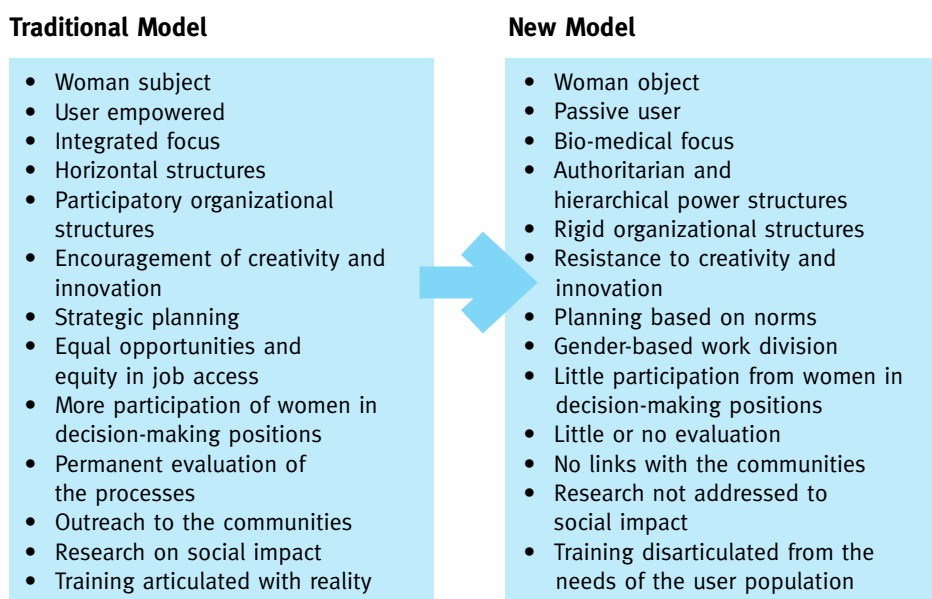 Traditional Model
• Woman subject
• User empowered
• Integrated focus
• Horizontal structures
• Participatory organizational
structures
• Encouragement of creativity and
innovation
• Strategic planning
• Equal opportunities and
equity in job access
• More participation of women in
decision-making positions
• Permanent evaluation of
the processes
• Outreach to the communities
• Research on social impact
• Training articulated with reality
New Model
• Woman object
• Passive user
• Bio-medical focus
• Authoritarian and
hierarchical power structures
• Rigid organizational structures
• Resistance to creativity and
innovation
• Planning based on norms
• Gender-based work division
• Little participation from women in
decision-making positions
• Little or no evaluation
• No links with the communities
• Research not addressed to
social impact
• Training disarticulated from the
needs of the user population